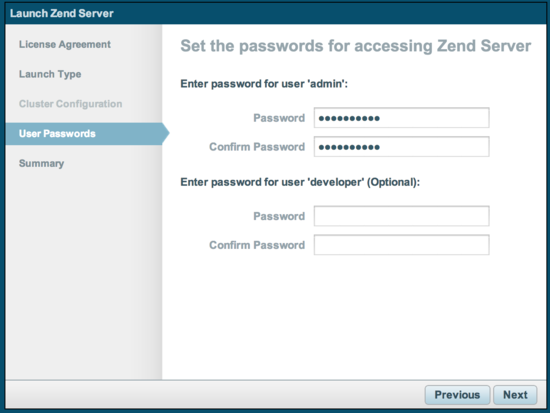 Launch Zend Server
License Agreement
Launch Type
Cluster Configuration
User Passwords
Summary
Set the passwords for accessing Zend Server
Enter password for user 'admin':
Password ●●●●●●●●●●
Confirm Password ●●●●●●●●●●
Enter password for user 'developer' (Optional):
Password
Confirm Password
Previous Next